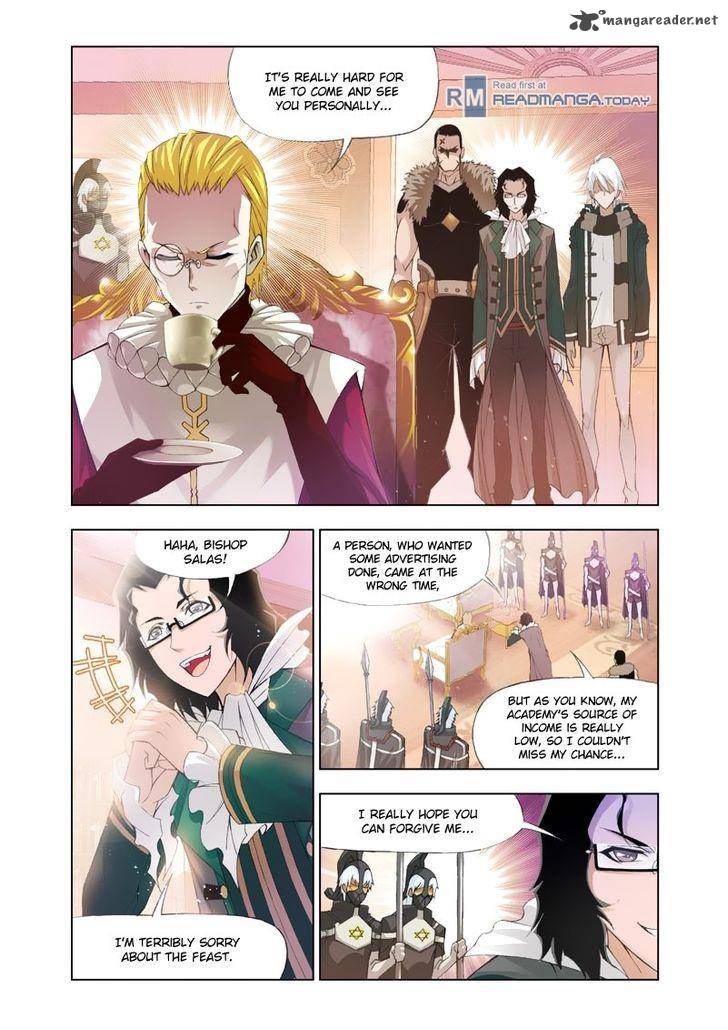 mangareader.net
IT'S REALLY HARD FOR
ME TO COME AND SEE
YOU PERSONALLY...
RM
Read first at
READMANGA.TODAY
HAHA, BISHOP
SALAS!
A PERSON, WHO WANTED
SOME ADVERTISING
DONE, CAME AT THE
WRONG TIME,
BUT AS YOU KNOW, MY
ACADEMY'S SOURCE OF
INCOME IS REALLY
LOW, SO I COULDN'T
MISS MY CHANCE...
I'M TERRIBLY SORRY
ABOUT THE FEAST.
I REALLY HOPE YOU
CAN FORGIVE ME...